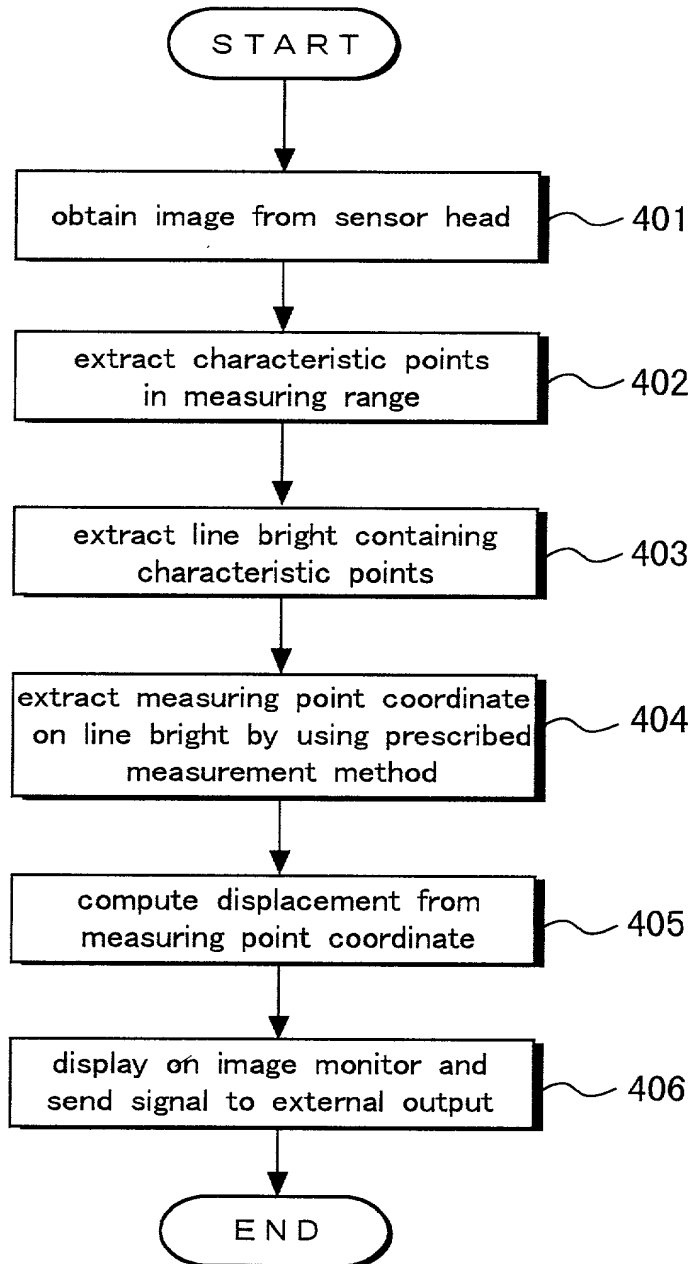 START
obtain image from sensor head
401
extract characteristic points
in measuring range
402
extract line bright containing
characteristic points
403
extract measuring point coordinate
on line bright by using prescribed
measurement method
404
compute displacement from
measuring point coordinate
405
display on image monitor and
send signal to external output
406
END